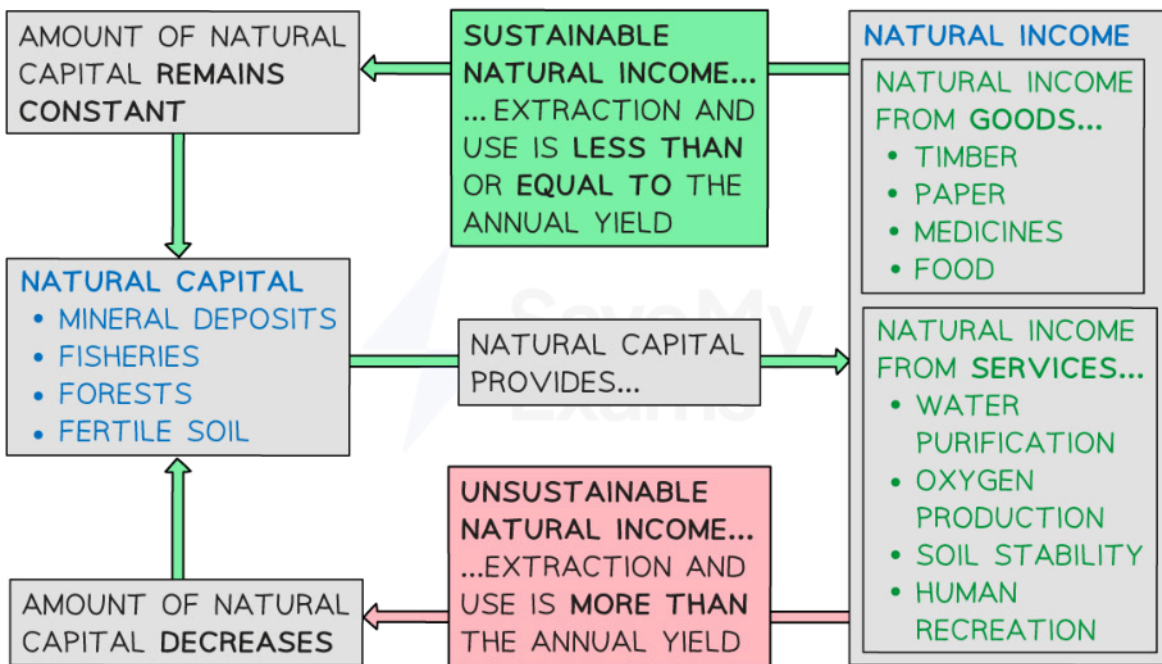 AMOUNT OF NATURAL
CAPITAL REMAINS
CONSTANT
SUSTAINABLE
NATURAL INCOME...
... EXTRACTION AND
USE IS LESS THAN
OR EQUAL TO THE
ANNUAL YIELD
NATURAL INCOME
NATURAL INCOME
FROM GOODS...
• TIMBER
• PAPER
• MEDICINES
• FOOD
NATURAL CAPITAL
• MINERAL DEPOSITS
• FISHERIES
• FORESTS
• FERTILE SOIL
NATURAL CAPITAL
PROVIDES...
Save My
Exams
NATURAL INCOME
FROM SERVICES...
• WATER
PURIFICATION
• OXYGEN
PRODUCTION
• SOIL STABILITY
• HUMAN
RECREATION
UNSUSTAINABLE
NATURAL INCOME...
...EXTRACTION AND
USE IS MORE THAN
THE ANNUAL YIELD
AMOUNT OF NATURAL
CAPITAL DECREASES